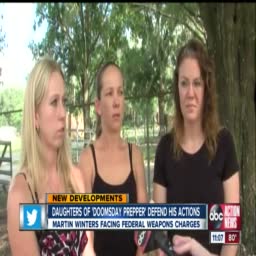 NEW DEVELOPMENTS
DAUGHTERS OF 'DOOMSDAY PREPPER' DEFEND HIS ACTIONS
MARTIN WINTERS FACING FEDERAL WEAPONS CHARGES
abc
ACTION
NEWS
11:07 80°